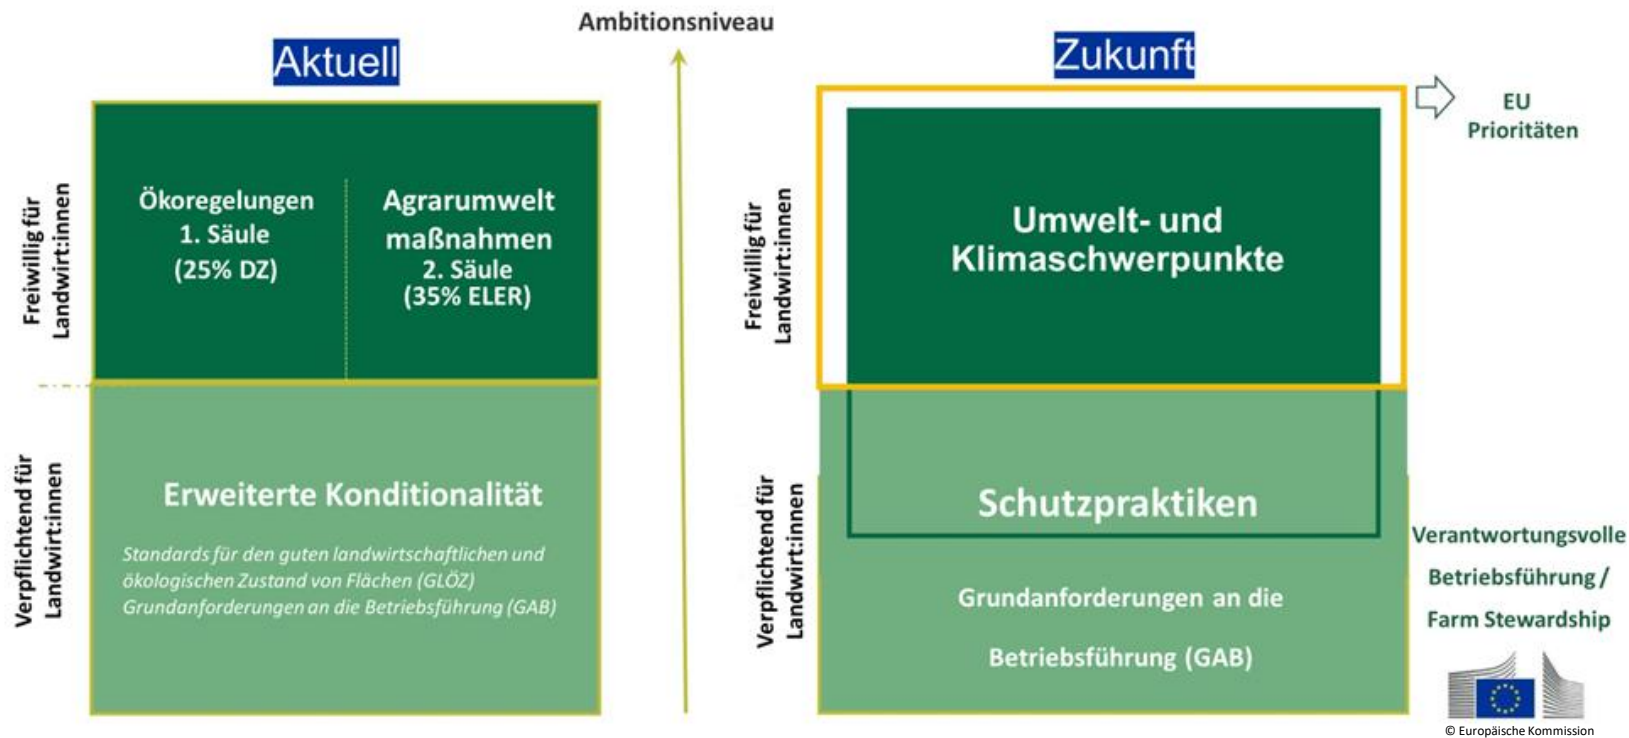 Ambitionsniveau
Aktuell
Freiwillig für
Landwirt:innen
Ökoregelungen
1. Säule
(25% DZ)
Agrarumwelt
maßnahmen
2. Säule
(35% ELER)
Verpflichtend für
Landwirt:innen
Erweiterte Konditionalität
Standards für den guten landwirtschaftlichen und
ökologischen Zustand von Flächen (GLÖZ)
Grundanforderungen an die Betriebsführung (GAB)
Zukunft
EU
Prioritäten
Freiwillig für
Landwirt:innen
Umwelt- und
Klimaschwerpunkte
Verpflichtend für
Landwirt:innen
Schutzpraktiken
Grundanforderungen an die
Betriebsführung (GAB)
Verantwortungsvolle
Betriebsführung /
Farm Stewardship
© Europäische Kommission